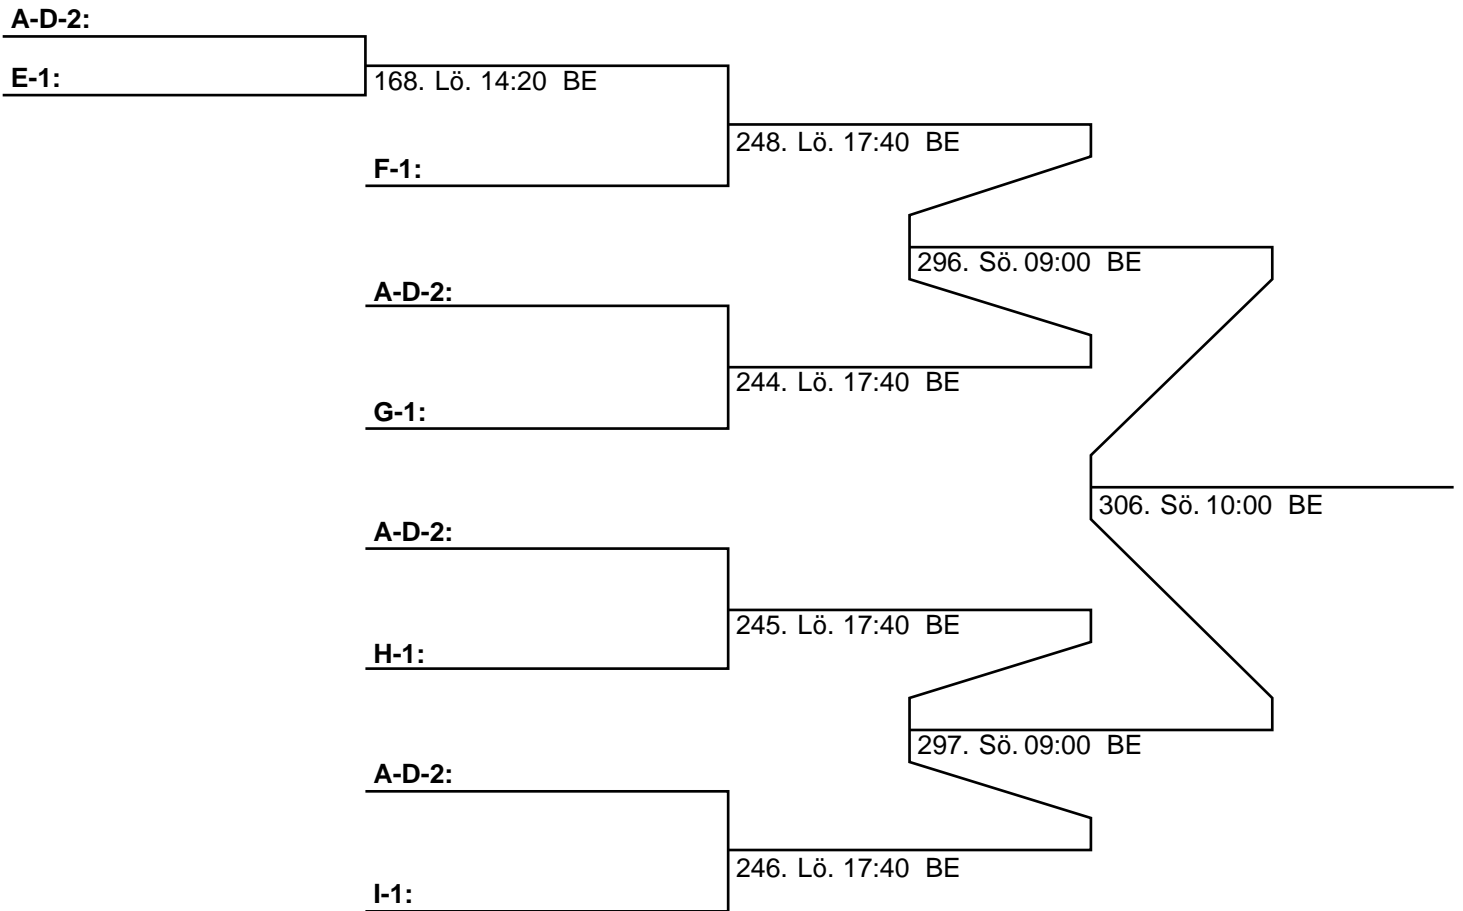 A-D-2:
E-1:
168. Lö. 14:20 BE
248. Lö. 17:40 BE
F-1:
296. Sö. 09:00 BE
A-D-2:
244. Lö. 17:40 BE
G-1:
306. Sö. 10:00 BE
A-D-2:
245. Lö. 17:40 BE
H-1:
297. Sö. 09:00 BE
A-D-2:
246. Lö. 17:40 BE
I-1: